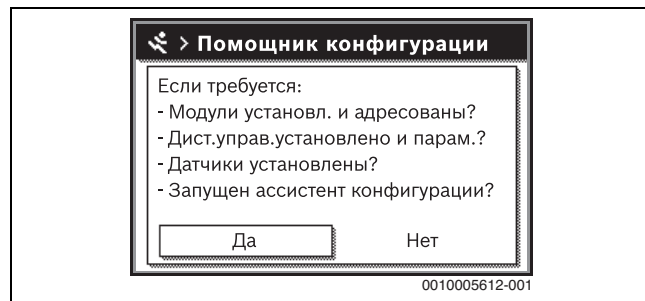 > Помощник конфигурации
Если требуется:
- Модули установл. и адресованы?
- Дист.управ.установлено и парам.?
- Датчики установлены?
- Запущен ассистент конфигурации?
Да Нет
0010005612-001